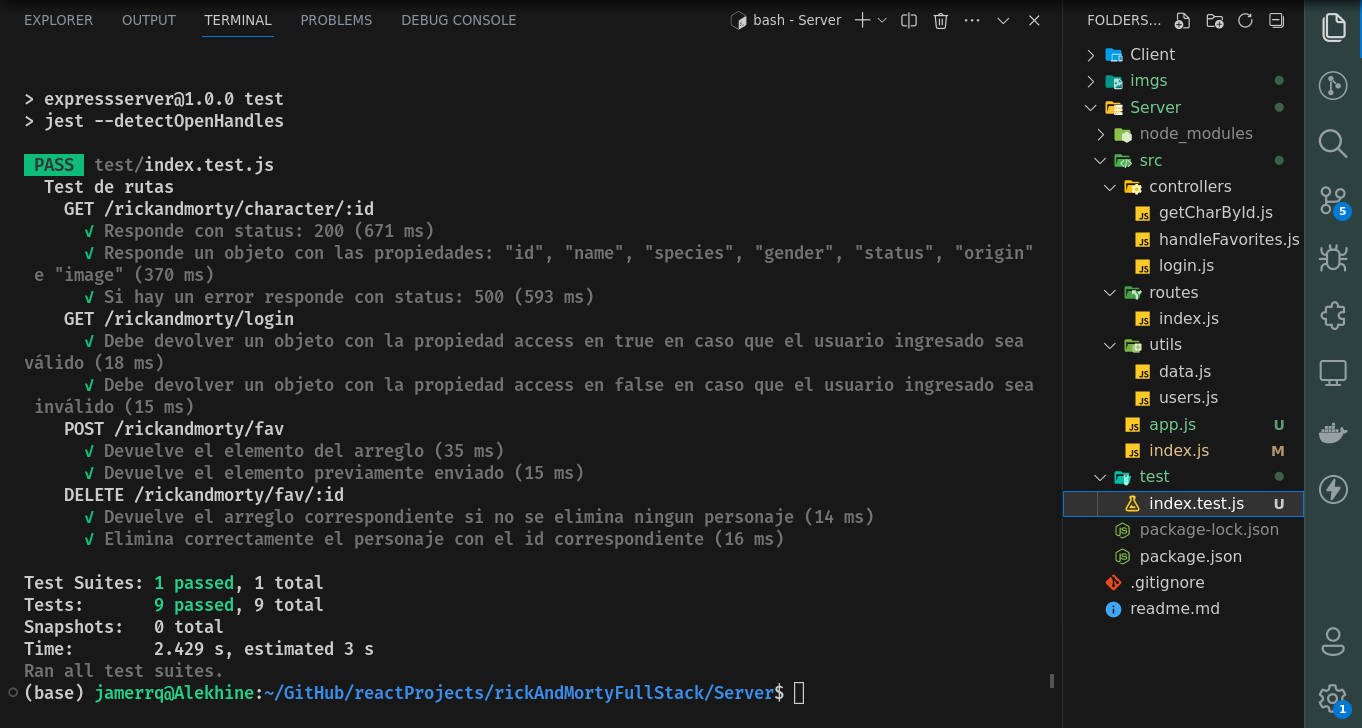 EXPLORER OUTPUT TERMINAL PROBLEMS DEBUG CONSOLE bash - Server
> expressserver@1.0.0 test
> jest --detectOpenHandles
PASS test/index.test.js
Test de rutas
GET /rickandmorty/character/:id
√ Responde con status: 200 (671 ms)
√ Responde un objeto con las propiedades: "id", "name", "species", "gender", "status", "origin"
e "image" (370 ms)
√ Si hay un error responde con status: 500 (593 ms)
GET /rickandmorty/login
√ Debe devolver un objeto con la propiedad access en true en caso que el usuario ingresado sea
válido (18 ms)
√ Debe devolver un objeto con la propiedad access en false en caso que el usuario ingresado sea
inválido (15 ms)
POST /rickandmorty/fav
√ Devuelve el elemento del arreglo (35 ms)
√ Devuelve el elemento previamente enviado (15 ms)
DELETE /rickandmorty/fav/:id
√ Devuelve el arreglo correspondiente si no se elimina ningun personaje (14 ms)
√ Elimina correctamente el personaje con el id correspondiente (16 ms)
Test Suites: 1 passed, 1 total
Tests: 9 passed, 9 total
Snapshots: 0 total
Time: 2.429 s, estimated 3 s
Ran all test suites.
(base) jamerrq@Alekhine:~/GitHub/reactProjects/rickAndMortyFullStack/Server$
FOLDERS...
Client
imgs
Server
node_modules
src
controllers
JS getCharById.js
JS handleFavorites.js
JS login.js
routes
JS index.js
utils
JS data.js
JS users.js
JS app.js U
JS index.js M
test
index.test.js U
package-lock.json
package.json
.gitignore
readme.md
5
1